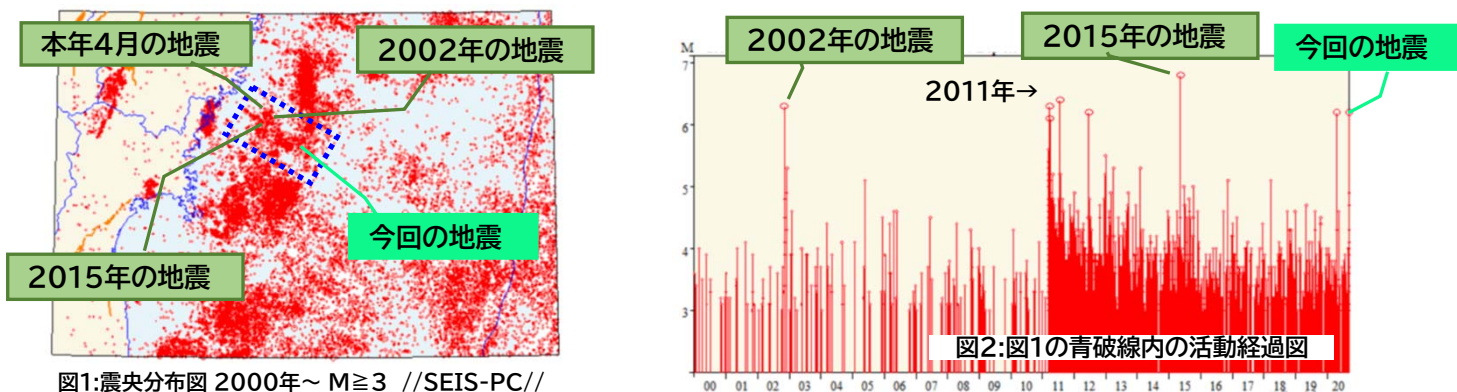 本年4月の地震
2002年の地震
今回の地震
2015年の地震
図1:震央分布図 2000年～ M≧3 //SEIS-PC//
M
2002年の地震
2015年の地震
今回の地震
2011年→
7
6
5
4
3
図2:図1の青破線内の活動経過図
00 01 02 03 04 05 06 07 08 09 10 11 12 13 14 15 16 17 18 19 20